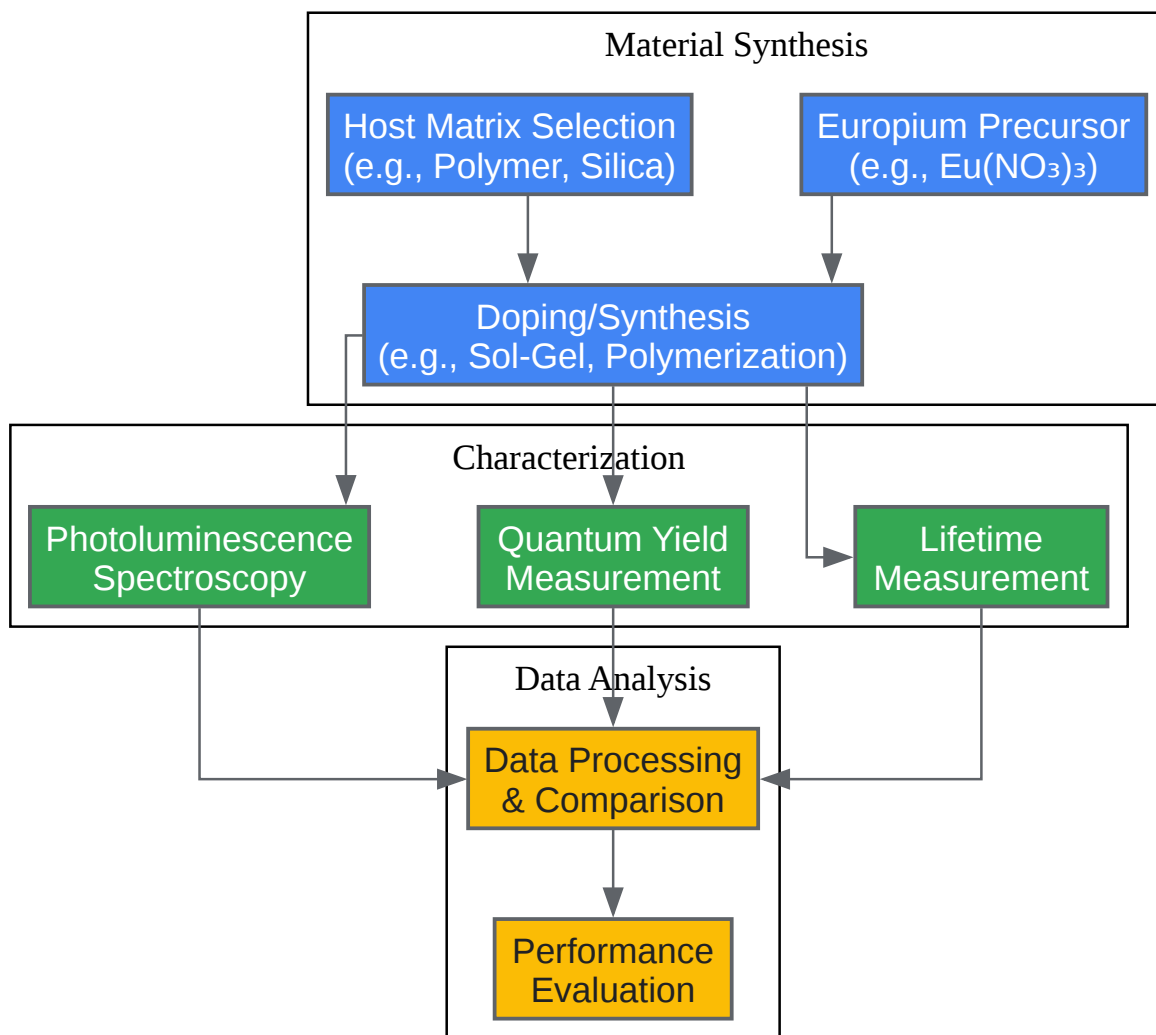 Material Synthesis
Host Matrix Selection
(e.g., Polymer, Silica)
Europium Precursor
(e.g., Eu(NO₃)₃)
Doping/Synthesis
(e.g., Sol-Gel, Polymerization)
Characterization
Photoluminescence
Spectroscopy
Quantum Yield
Measurement
Lifetime
Measurement
Data Analysis
Data Processing
& Comparison
Performance
Evaluation